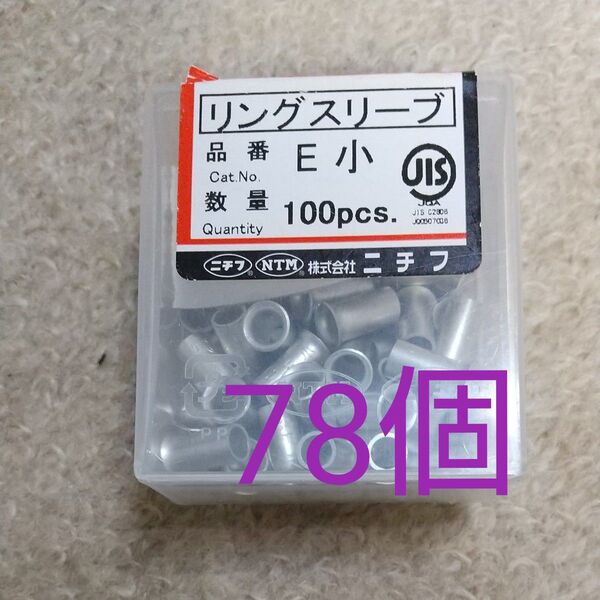 リングスリーブ
品番 E小
Cat.No.
JIS
数量 100pcs.
Quantity
JIS C2806
ニチフ NTM 株式会社 ニチフ
PP
78個